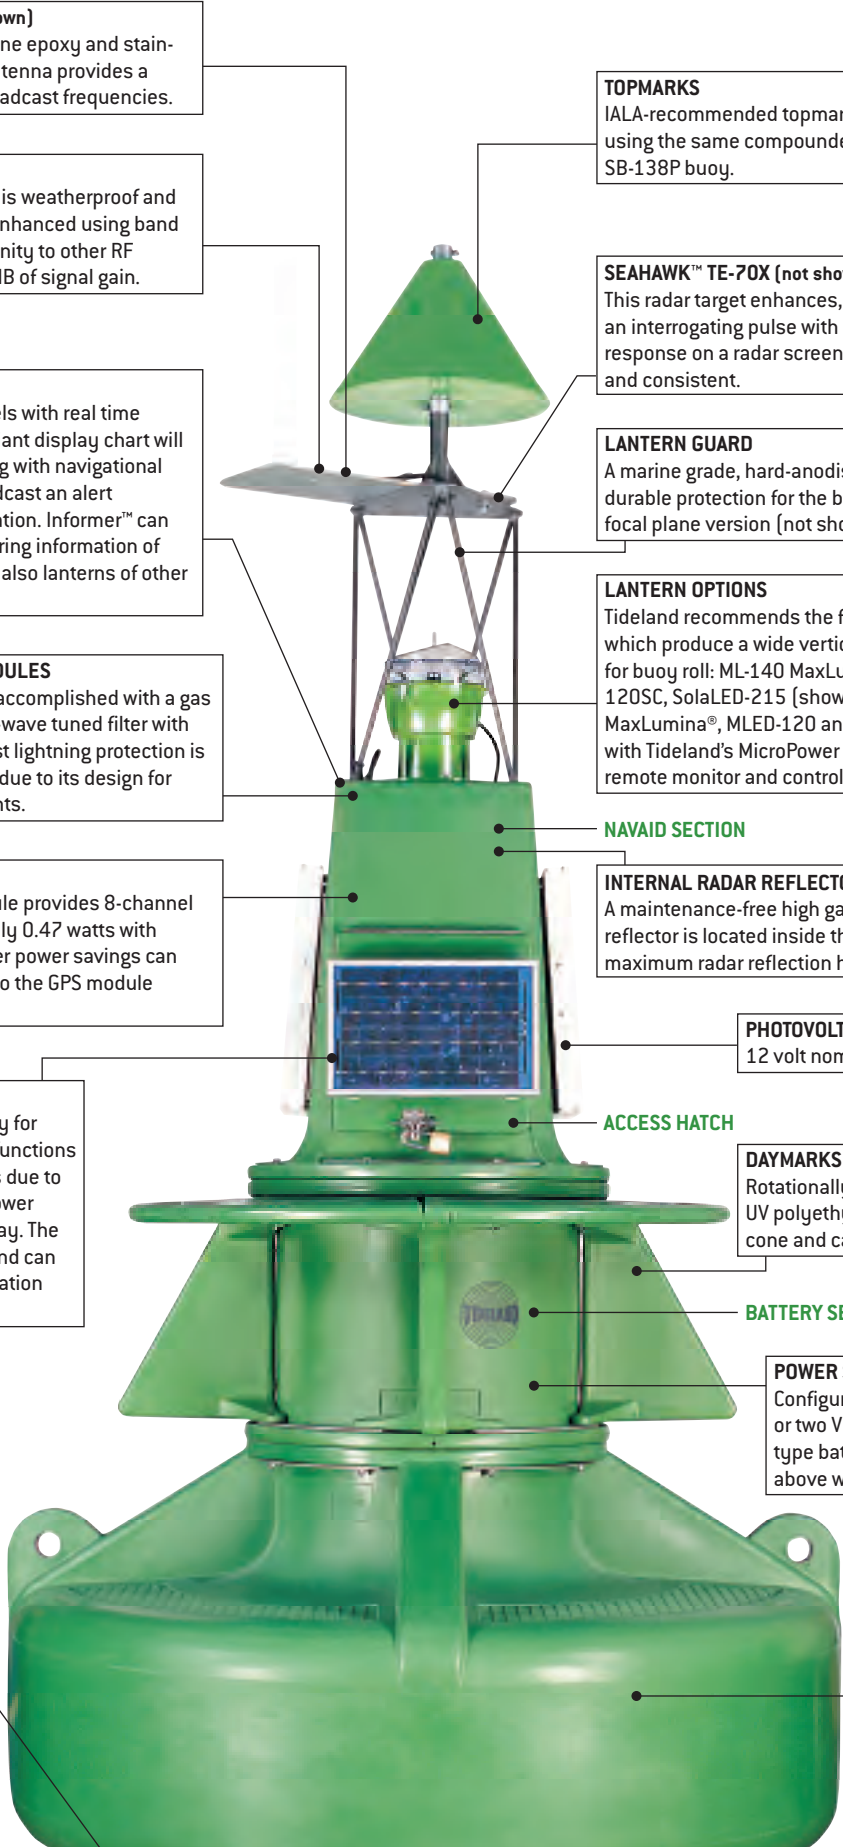 own)
ne epoxy and stain-
tenna provides a
adcast frequencies.
is weatherproof and
nhanced using band
nity to other RF
B of signal gain.
els with real time
ant display chart will
g with navigational
dcast an alert
ation. Informer™ can
ring information of
also lanterns of other
DULES
accomplished with a gas
wave tuned filter with
st lightning protection is
due to its design for
nts.
ule provides 8-channel
ly 0.47 watts with
er power savings can
o the GPS module
y for
unctions
s due to
ower
ay. The
nd can
ation
TOPMARKS
IALA-recommended topmar
using the same compounde
SB-138P buoy.
SEAHAWK™ TE-70X (not sho
This radar target enhances,
an interrogating pulse with
response on a radar screen
and consistent.
LANTERN GUARD
A marine grade, hard-anodis
durable protection for the b
focal plane version (not sho
LANTERN OPTIONS
Tideland recommends the f
which produce a wide vertic
for buoy roll: ML-140 MaxLu
120SC, SolaLED-215 (show
MaxLumina®, MLED-120 an
with Tideland's MicroPower
remote monitor and control
NAVAID SECTION
INTERNAL RADAR REFLECTO
A maintenance-free high ga
reflector is located inside th
maximum radar reflection h
PHOTOVOLT
12 volt nom
ACCESS HATCH
DAYMARKS
Rotationally
UV polyethy
cone and ca
TIDELAND
BATTERY SE
POWER
Configur
or two V
type bat
above w